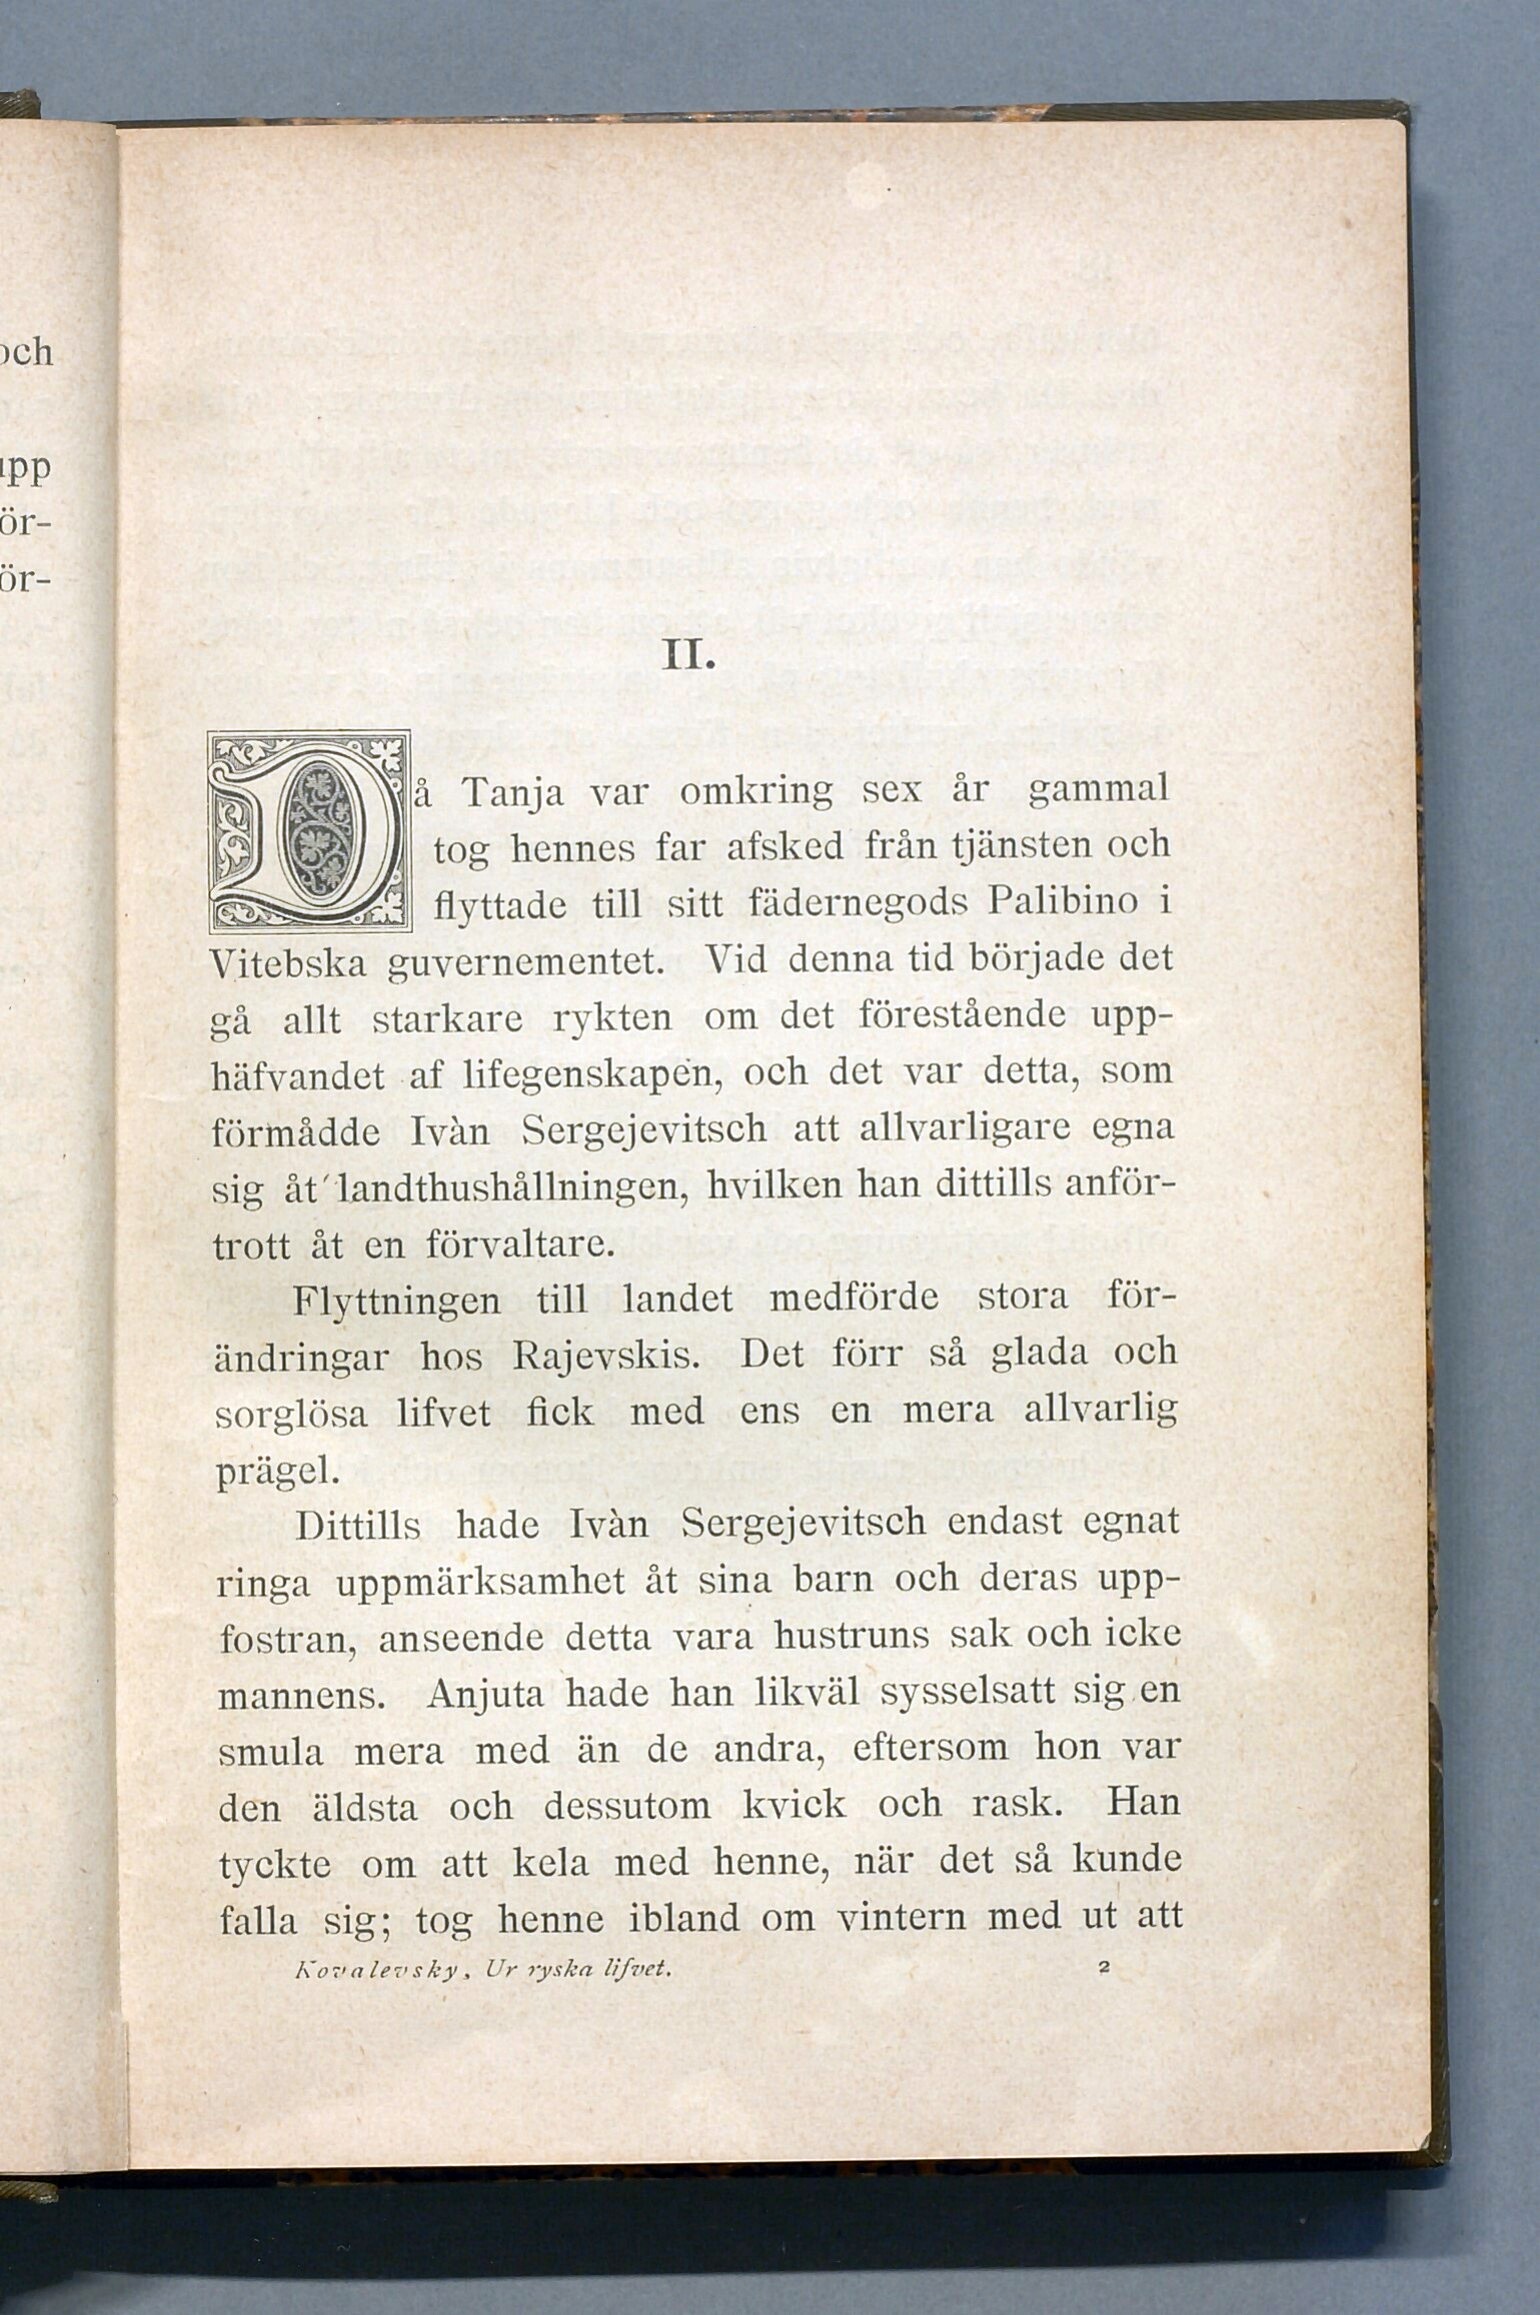 och
upp
ör-
ör-
II.
Då Tanja var omkring sex år gammal
tog hennes far afsked från tjänsten och
flyttade till sitt fädernegods Palibino i
Vitebska guvernementet. Vid denna tid började det
gå allt starkare rykten om det förestående upp-
häfvandet af lifegenskapen, och det var detta, som
förmådde Ivàn Sergejevitsch att allvarligare egna
sig åt landthushållningen, hvilken han dittills anför-
trott åt en förvaltare.
Flyttningen till landet medförde stora för-
ändringar hos Rajevskis. Det förr så glada och
sorglösa lifvet fick med ens en mera allvarlig
prägel.
Dittills hade Ivàn Sergejevitsch endast egnat
ringa uppmärksamhet åt sina barn och deras upp-
fostran, anseende detta vara hustruns sak och icke
mannens. Anjuta hade han likväl sysselsatt sig en
smula mera med än de andra, eftersom hon var
den äldsta och dessutom kvick och rask. Han
tyckte om att kela med henne, när det så kunde
falla sig; tog henne ibland om vintern med ut att
Kovalevsky, Ur ryska lifvet. 2